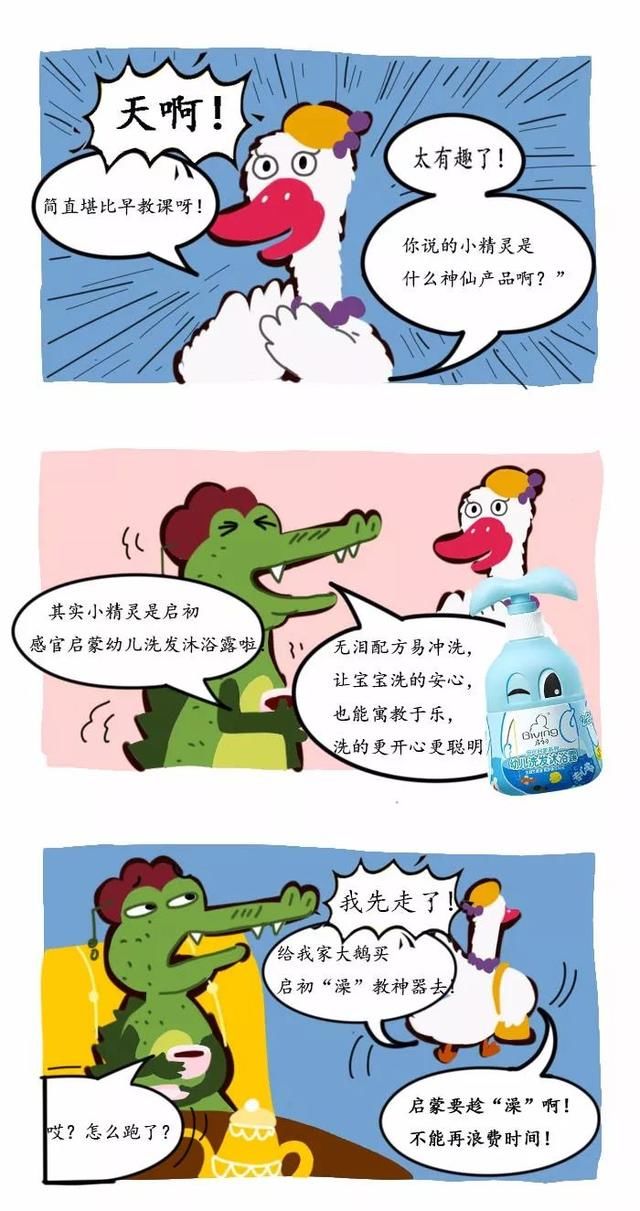 天啊！
简直堪比早教课呀！
太有趣了！
你说的小精灵是
什么神仙产品啊？”
其实小精灵是启初
感官启蒙幼儿洗发沐浴露啦！
无泪配方易冲洗，
让宝宝洗的安心，
也能寓教于乐，
洗的更开心更聪明
Giving
启初
幼儿洗发沐浴露
我先走了！
给我家大鹅买
启初“澡”教神器去！
哎？怎么跑了？
启蒙要趁“澡”啊！
不能再浪费时间！